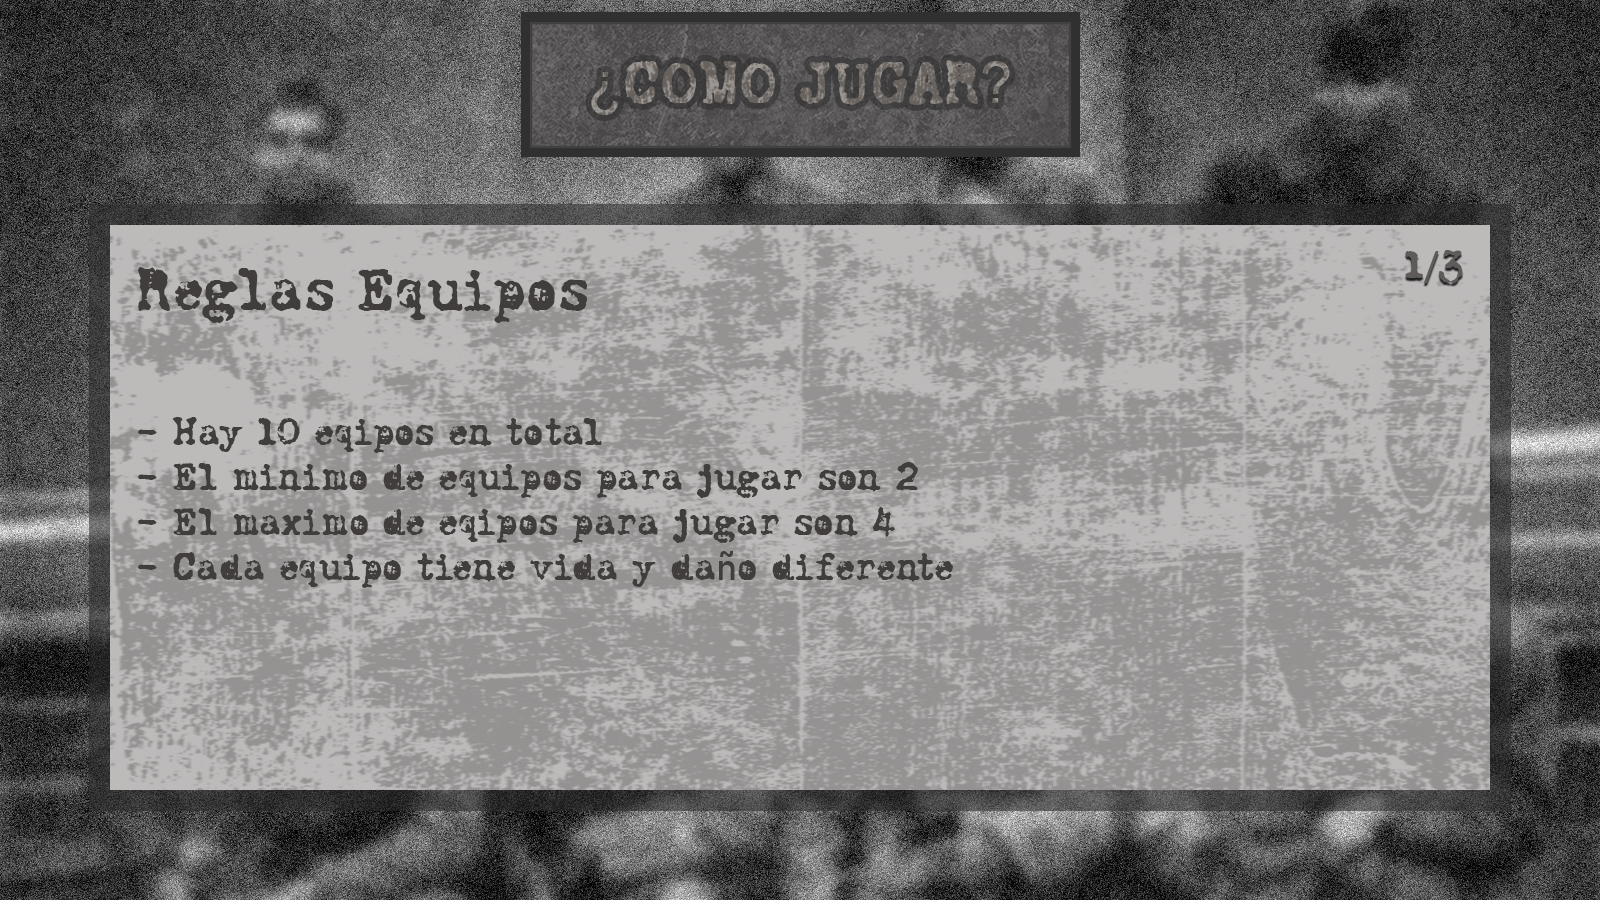 ¿COMO JUGAR?
1/3
Reglas Equipos
- Hay 10 eqipos en total
- El minimo de equipos para jugar son 2
- El maximo de eqipos para jugar son 4
- Cada equipo tiene vida y daño diferente